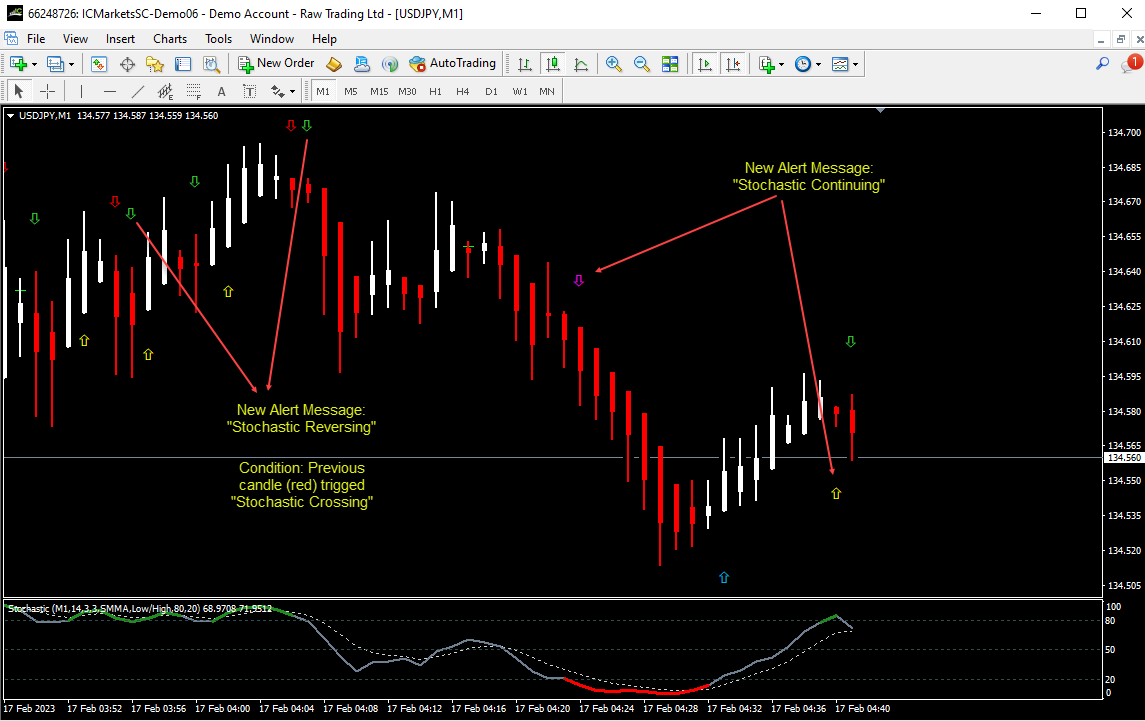 66248726: ICMarketsSC-Demo06 - Demo Account - Raw Trading Ltd - [USDJPY,M1]
File View Insert Charts Tools Window Help
New Order AutoTrading 1
A T M1 M5 M15 M30 H1 H4 D1 W1 MN
USDJPY,M1 134.577 134.587 134.559 134.560
134.700
New Alert Message:
"Stochastic Continuing"
134.685
134.670
134.655
134.640
134.625
134.610
134.595
New Alert Message:
"Stochastic Reversing"
134.580
134.565
134.560
Condition: Previous
candle (red) trigged
"Stochastic Crossing"
134.550
134.535
134.520
134.505
Stochastic (M1,14,3,3,SMMA,Low/High,80,20) 68.9708 71.9512
100
80
50
20
0
17 Feb 2023 17 Feb 03:52 17 Feb 03:56 17 Feb 04:00 17 Feb 04:04 17 Feb 04:08 17 Feb 04:12 17 Feb 04:16 17 Feb 04:20 17 Feb 04:24 17 Feb 04:28 17 Feb 04:32 17 Feb 04:36 17 Feb 04:40